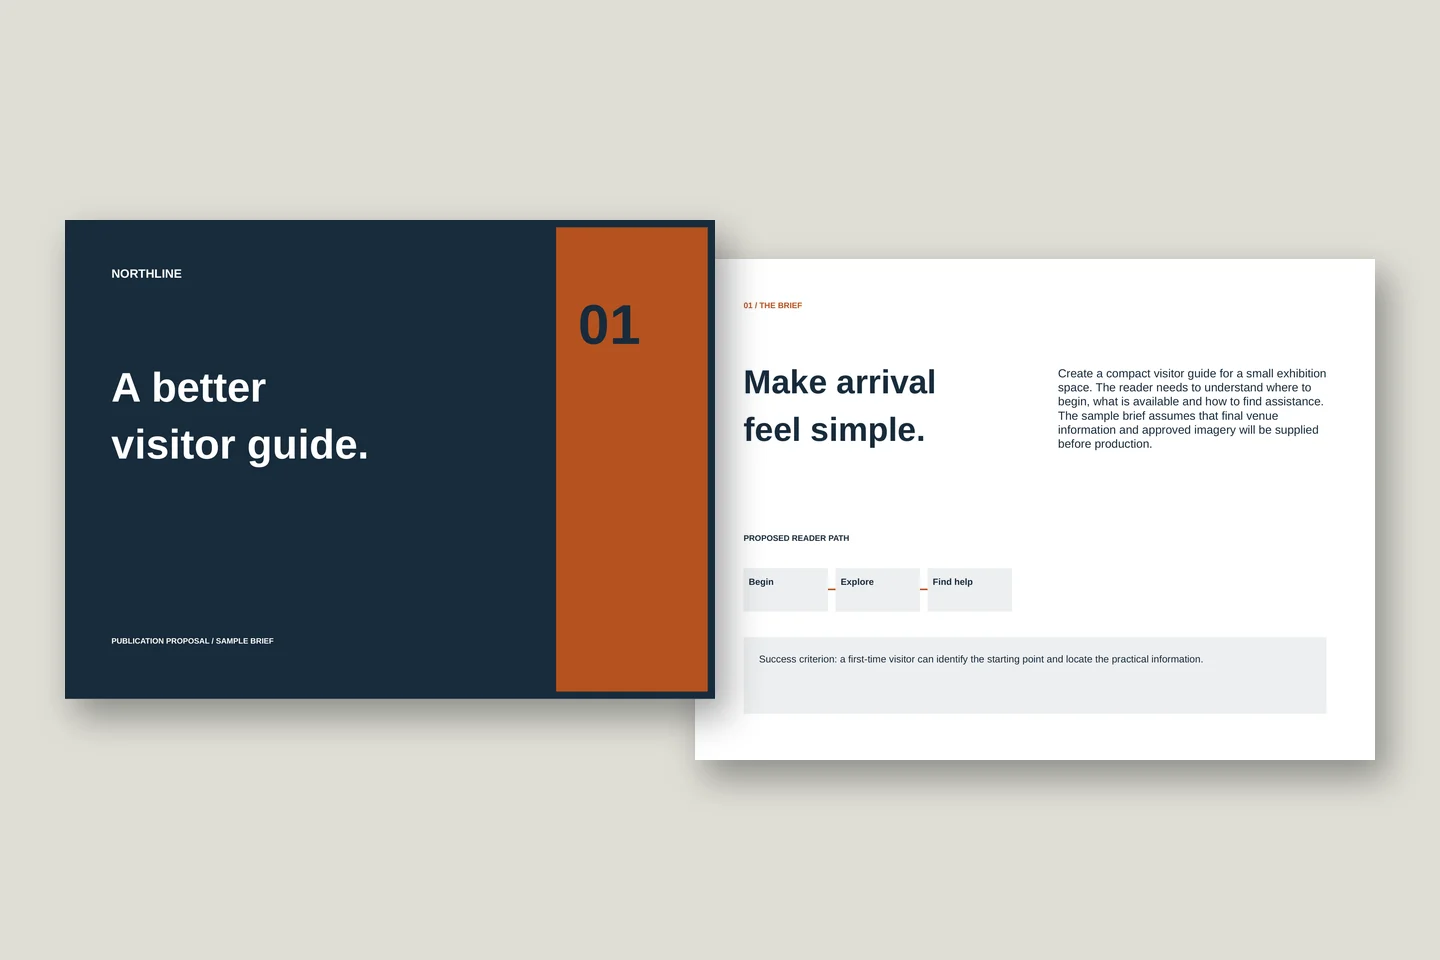 NORTHLINE
01
A better
visitor guide.
PUBLICATION PROPOSAL / SAMPLE BRIEF
01 / THE BRIEF
Make arrival
feel simple.
Create a compact visitor guide for a small exhibition
space. The reader needs to understand where to
begin, what is available and how to find assistance.
The sample brief assumes that final venue
information and approved imagery will be supplied
before production.
PROPOSED READER PATH
Begin
Explore
Find help
Success criterion: a first-time visitor can identify the starting point and locate the practical information.